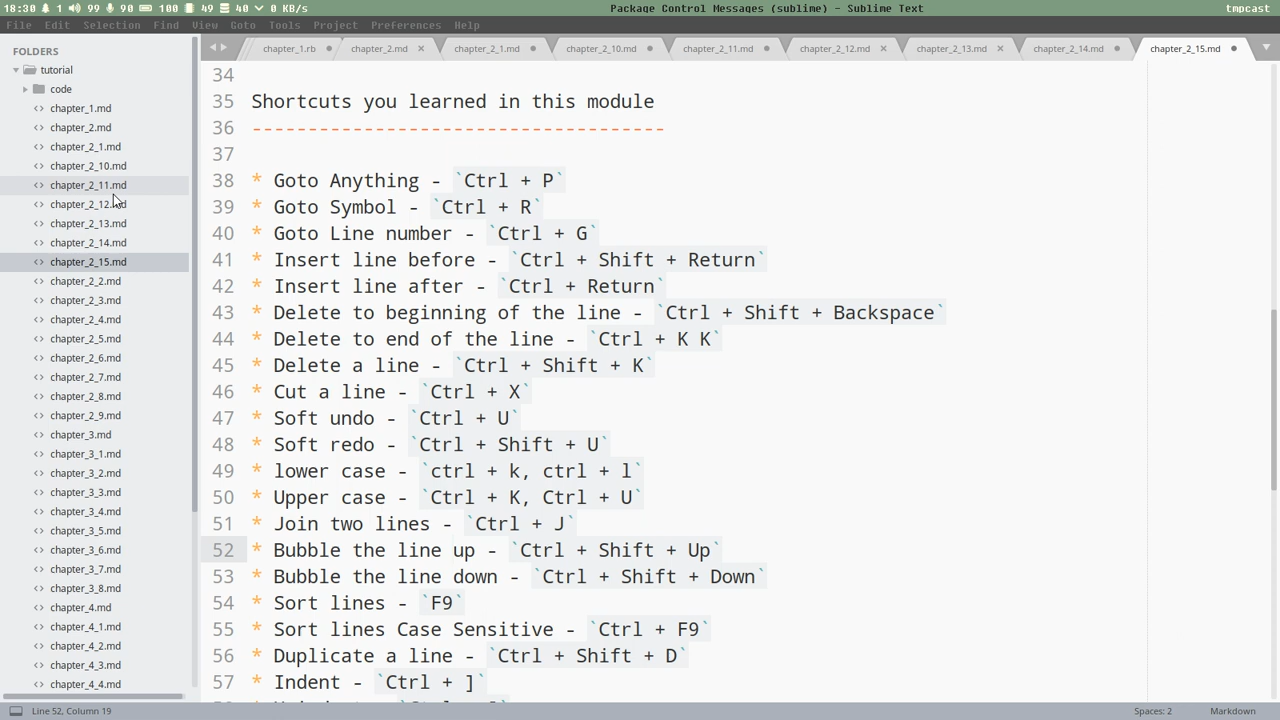 18:30 1 99 90 100 49 40 0 KB/s Package Control Messages (sublime) - Sublime Text tmpcast
File Edit Selection Find View Goto Tools Project Preferences Help
FOLDERS
tutorial
code
chapter_1.md
chapter_2.md
chapter_2_1.md
chapter_2_10.md
chapter_2_11.md
chapter_2_12.md
chapter_2_13.md
chapter_2_14.md
chapter_2_15.md
chapter_2_2.md
chapter_2_3.md
chapter_2_4.md
chapter_2_5.md
chapter_2_6.md
chapter_2_7.md
chapter_2_8.md
chapter_2_9.md
chapter_3.md
chapter_3_1.md
chapter_3_2.md
chapter_3_3.md
chapter_3_4.md
chapter_3_5.md
chapter_3_6.md
chapter_3_7.md
chapter_3_8.md
chapter_4.md
chapter_4_1.md
chapter_4_2.md
chapter_4_3.md
chapter_4_4.md
chapter_1.rb chapter_2.md chapter_2_1.md chapter_2_10.md chapter_2_11.md chapter_2_12.md chapter_2_13.md chapter_2_14.md chapter_2_15.md
34
35 Shortcuts you learned in this module
36 -------------------------------------
37
38 * Goto Anything - `Ctrl + P`
39 * Goto Symbol - `Ctrl + R`
40 * Goto Line number - `Ctrl + G`
41 * Insert line before - `Ctrl + Shift + Return`
42 * Insert line after - `Ctrl + Return`
43 * Delete to beginning of the line - `Ctrl + Shift + Backspace`
44 * Delete to end of the line - `Ctrl + K K`
45 * Delete a line - `Ctrl + Shift + K`
46 * Cut a line - `Ctrl + X`
47 * Soft undo - `Ctrl + U`
48 * Soft redo - `Ctrl + Shift + U`
49 * lower case - `ctrl + k, ctrl + l`
50 * Upper case - `Ctrl + K, Ctrl + U`
51 * Join two lines - `Ctrl + J`
52 * Bubble the line up - `Ctrl + Shift + Up`
53 * Bubble the line down - `Ctrl + Shift + Down`
54 * Sort lines - `F9`
55 * Sort lines Case Sensitive - `Ctrl + F9`
56 * Duplicate a line - `Ctrl + Shift + D`
57 * Indent - `Ctrl + ]`
Line 52, Column 19 Spaces: 2 Markdown